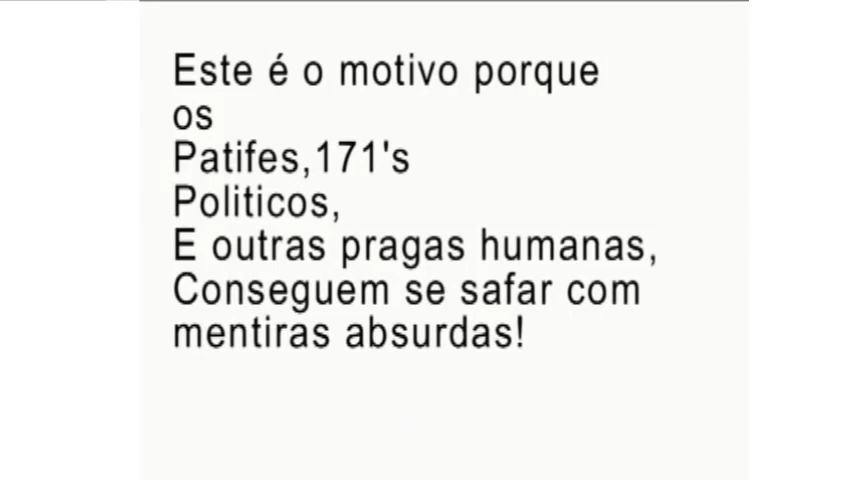 Este é o motivo porque
os
Patifes,171's
Politicos,
E outras pragas humanas,
Conseguem se safar com
mentiras absurdas!